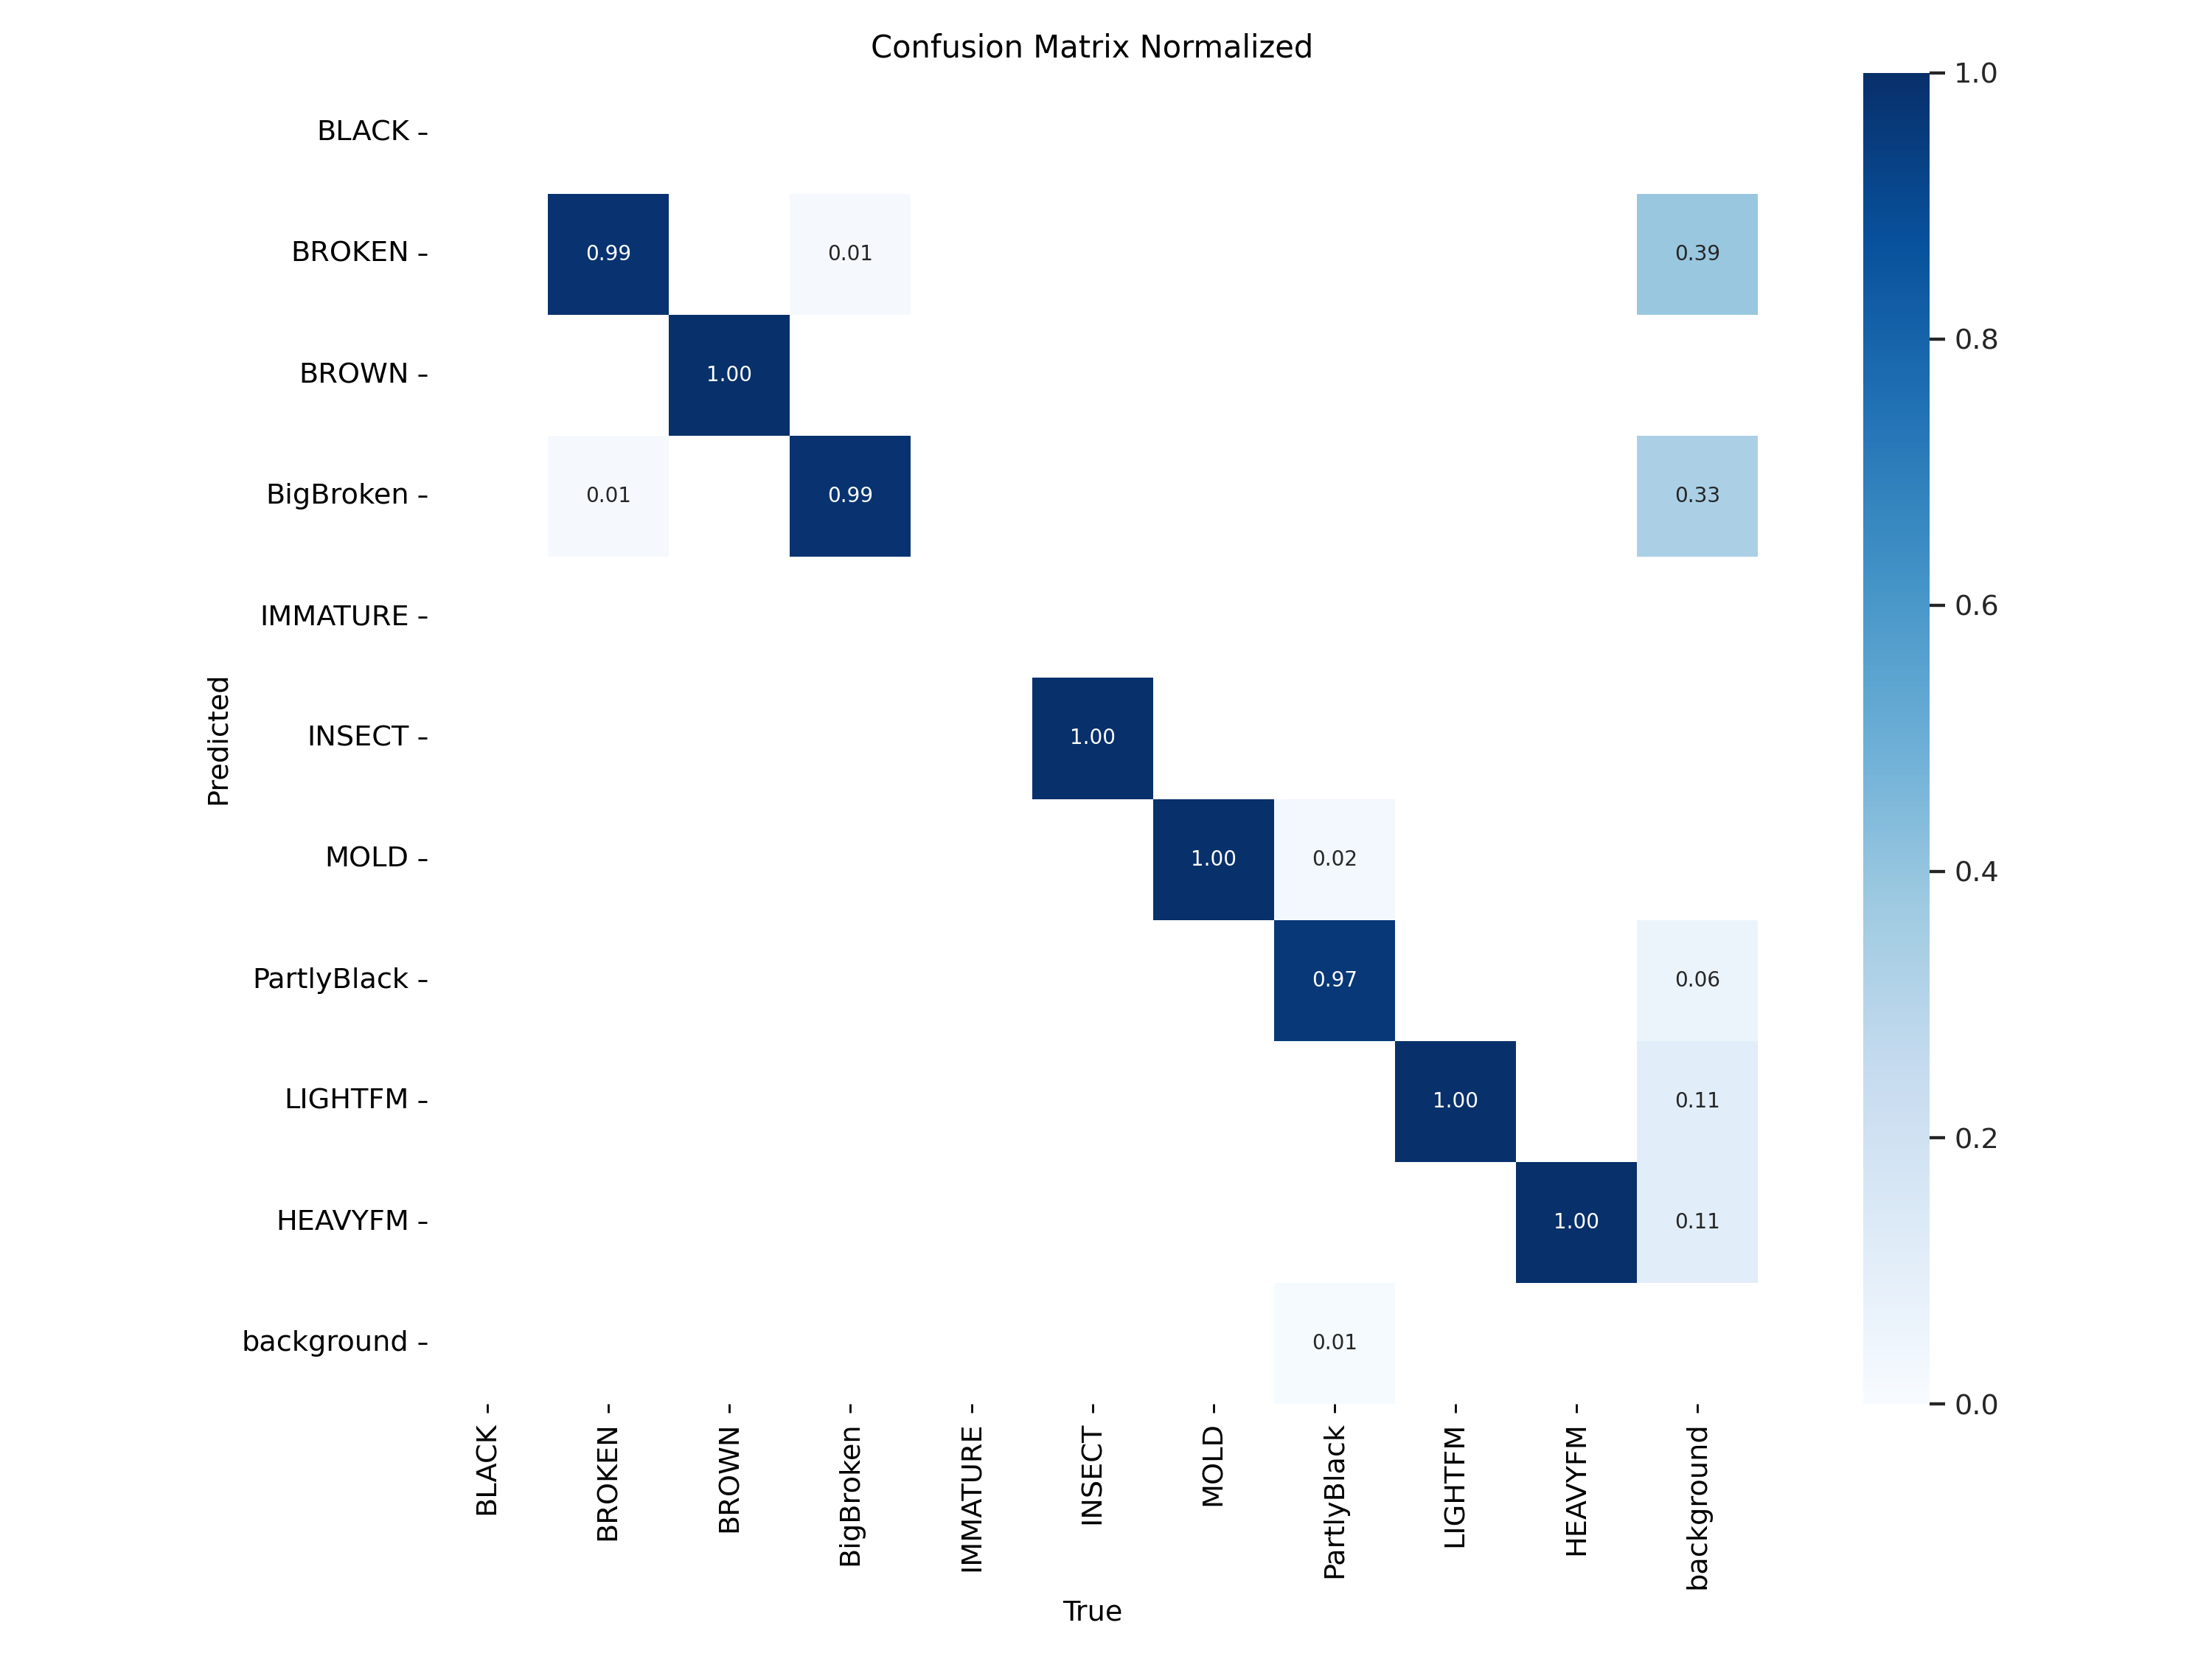 Confusion Matrix Normalized
1.0
BLACK
BROKEN 0.99 0.01 0.39
0.8
BROWN 1.00
BigBroken 0.01 0.99 0.33
IMMATURE
0.6
Predicted
INSECT 1.00
MOLD 1.00 0.02
0.4
PartlyBlack 0.97 0.06
LIGHTFM 1.00 0.11
0.2
HEAVYFM 1.00 0.11
background 0.01
0.0
BLACK BROKEN BROWN BigBroken IMMATURE INSECT MOLD PartlyBlack LIGHTFM HEAVYFM background
True